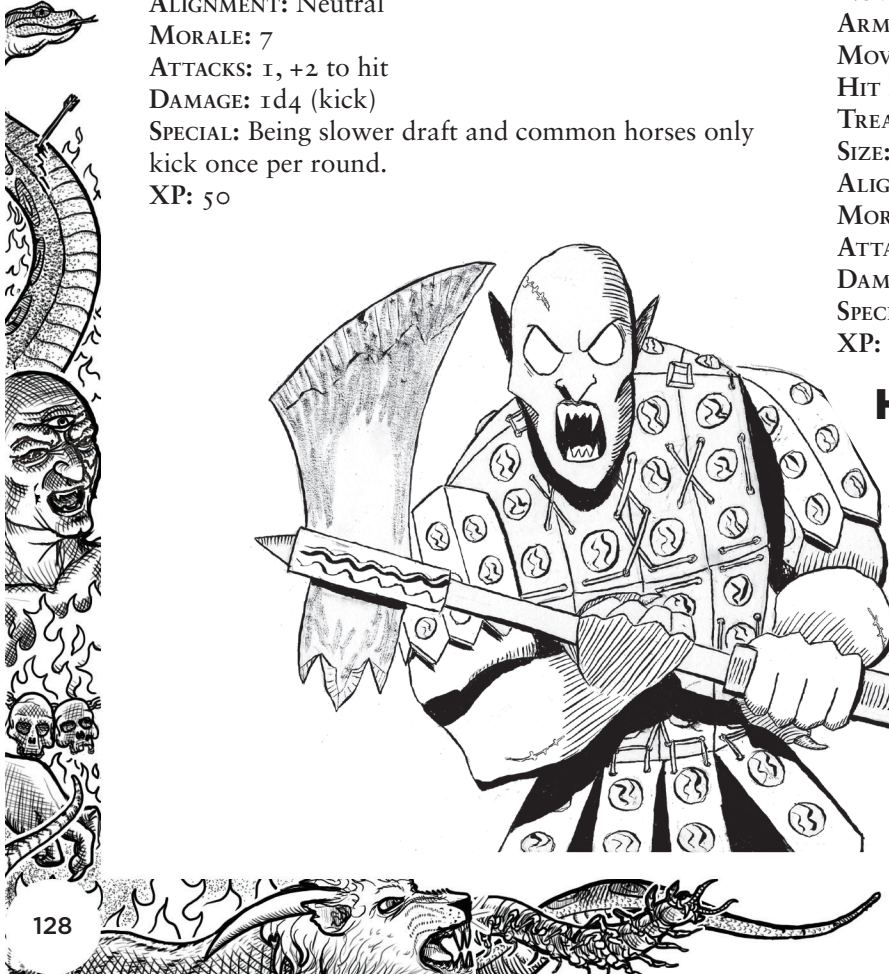 ALIGNMENT: Neutral
MORALE: 7
ATTACKS: 1, +2 to hit
DAMAGE: 1d4 (kick)
SPECIAL: Being slower draft and common horses only
kick once per round.
XP: 50
ARM
MOV
HIT
TREA
SIZE:
ALIG
MOR
ATTA
DAM
SPECI
XP:
H
128